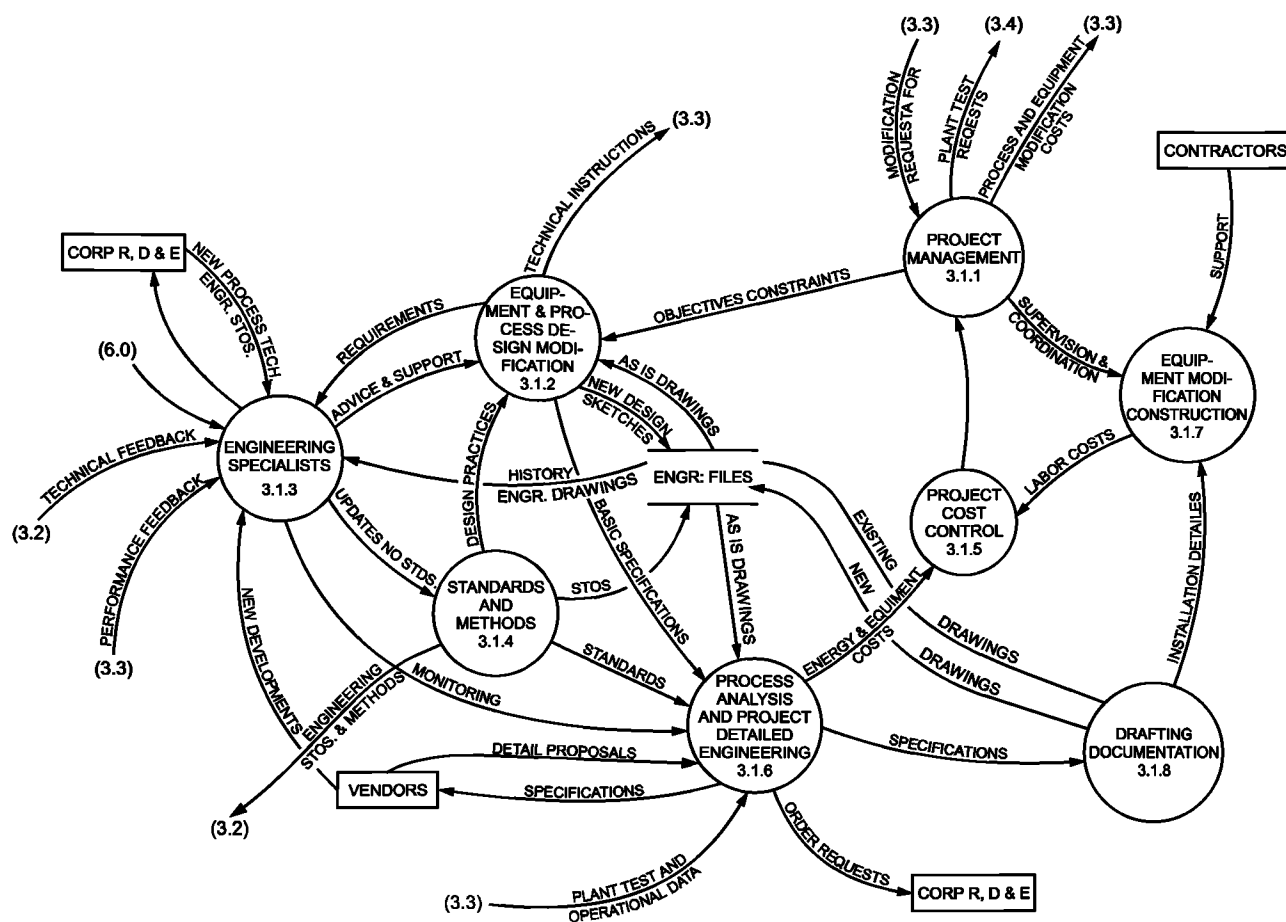 (3.3)
(3.4)
(3.3)
MODIFICATION
REQUESTA FOR
PLANT TEST
REQESTS
PROCESS AND EQUIPMENT
MODIFICATION
COSTS
(3.3)
TECHNICAL INSTRUCTIONS
CONTRACTORS
SUPPORT
CORP R, D & E
NEW PROCESS TECH.
ENGR. STOS.
PROJECT
MANAGEMENT
3.1.1
OBJECTIVES CONSTRAINTS
SUPERVISION &
COORDINATION
EQUIP-
MENT & PRO-
CESS DE-
SIGN MODI-
FICATION
3.1.2
REQUIREMENTS
ADVICE & SUPPORT
(6.0)
AS IS DRAWINGS
NEW DESIGN
SKETCHES
EQUIP-
MENT MODI-
FICATION
CONSTRUCTION
3.1.7
TECHNICAL FEEDBACK
(3.2)
ENGINEERING
SPECIALISTS
3.1.3
DESIGN PRACTICES
HISTORY
ENGR. DRAWINGS
ENGR: FILES
LABOR COSTS
PROJECT
COST
CONTROL
3.1.5
PERFORMANCE FEEDBACK
(3.3)
UPDATES NO STDS.
BASIC SPECIFICATIONS
AS IS DRAWINGS
EXISTING
DRAWINGS
NEW
DRAWINGS
INSTALLATION DETAILES
STANDARDS
AND
METHODS
3.1.4
STOS
STANDARDS
ENERGY & EQUIMENT
COSTS
NEW DEVELOPMENTS
ENGINEERING
STOS. & METHODS
MONITORING
PROCESS
ANALYSIS
AND PROJECT
DETAILED
ENGINEERING
3.1.6
SPECIFICATIONS
DRAFTING
DOCUMENTATION
3.1.8
DETAIL PROPOSALS
VENDORS
SPECIFICATIONS
(3.2)
ORDER REQUESTS
(3.3)
PLANT TEST AND
OPERATIONAL DATA
CORP R, D & E